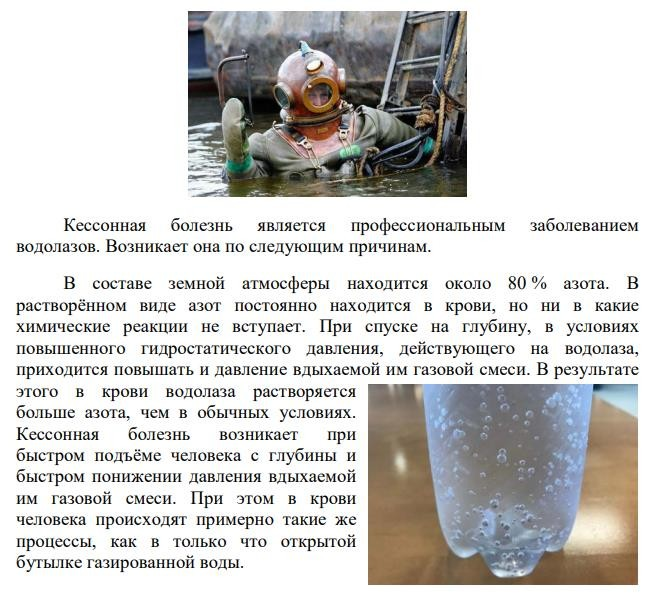 Кессонная болезнь является профессиональным заболеванием
водолазов. Возникает она по следующим причинам.
В составе земной атмосферы находится около 80 % азота. В
растворённом виде азот постоянно находится в крови, но ни в какие
химические реакции не вступает. При спуске на глубину, в условиях
повышенного гидростатического давления, действующего на водолаза,
приходится повышать и давление вдыхаемой им газовой смеси. В результате
этого в крови водолаза растворяется
больше азота, чем в обычных условиях.
Кессонная болезнь возникает при
быстром подъёме человека с глубины и
быстром понижении давления вдыхаемой
им газовой смеси. При этом в крови
человека происходят примерно такие же
процессы, как в только что открытой
бутылке газированной воды.